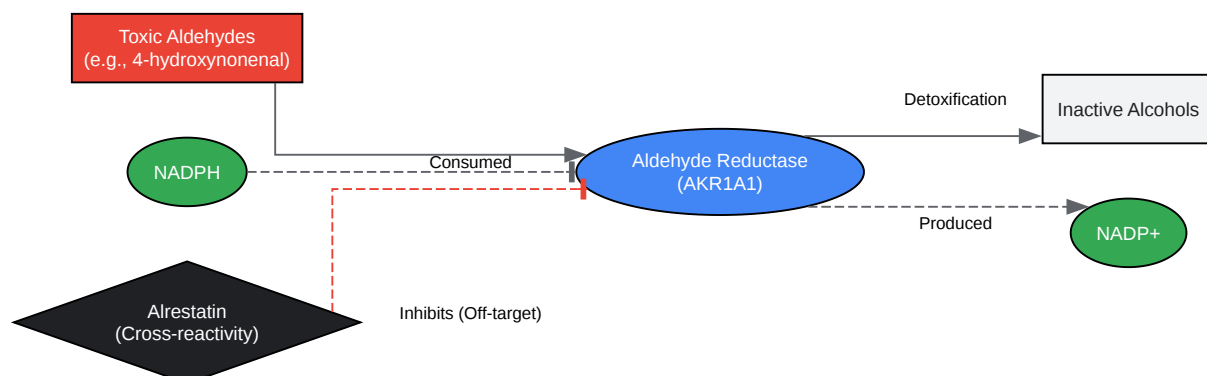 Toxic Aldehydes
(e.g., 4-hydroxynonenal)
Detoxification
Inactive Alcohols
Consumed
NADPH
Aldehyde Reductase
(AKR1A1)
Produced
NADP+
Alrestatin
(Cross-reactivity)
Inhibits (Off-target)